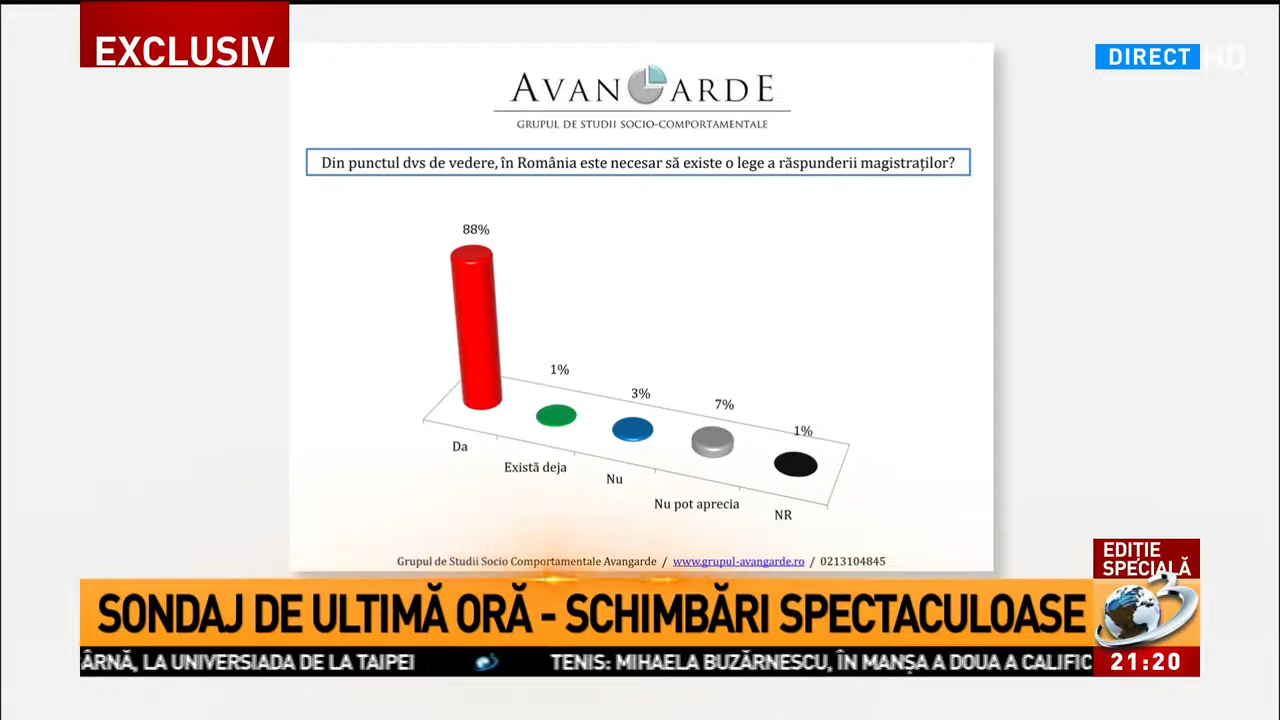 EXCLUSIV
DIRECT HD
AVANGARDE
GRUPUL DE STUDII SOCIO-COMPORTAMENTALE
Din punctul dvs de vedere, în România este necesar să existe o lege a răspunderii magistraților?
88%
1%
3%
7%
1%
Da
Există deja
Nu
Nu pot aprecia
NR
Grupul de Studii Socio Comportamentale Avangarde / www.grupul-avangarde.ro / 0213104845
EDIȚIE
SPECIALĂ
SONDAJ DE ULTIMĂ ORĂ - SCHIMBĂRI SPECTACULOASE
3
ÂRNĂ, LA UNIVERSIADA DE LA TAIPEI TENIS: MIHAELA BUZĂRNESCU, ÎN MANȘA A DOUA A CALIFIC
21:20